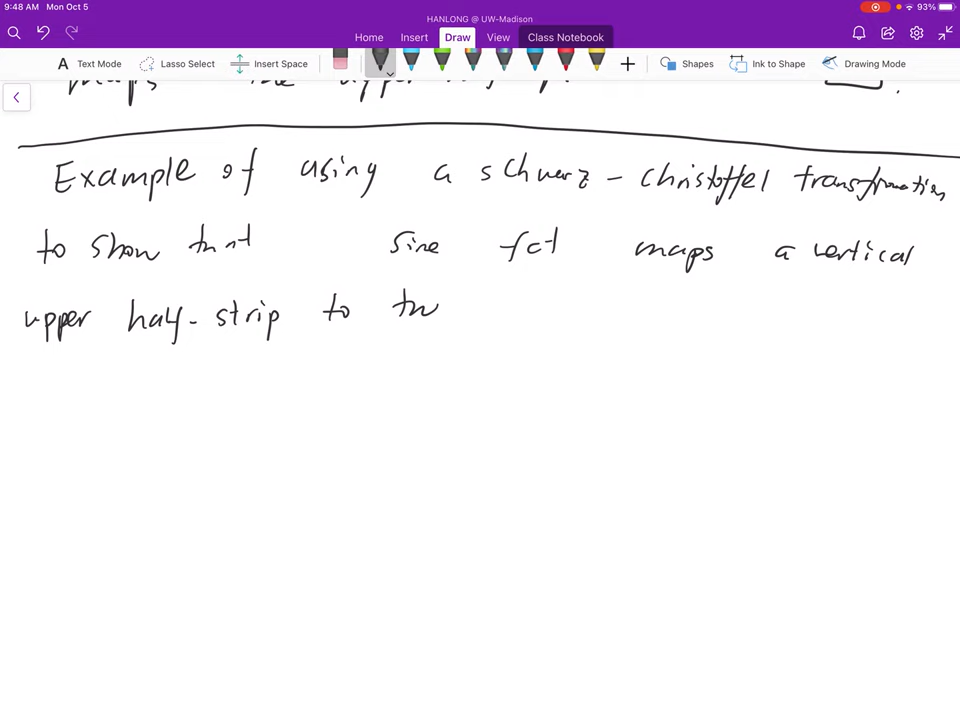 9:48 AM Mon Oct 5
93%
HANLONG @ UW-Madison
Home Insert Draw View Class Notebook
Text Mode Lasso Select Insert Space Shapes Ink to Shape Drawing Mode
maps upper
Example of using a schwarz - christoffel transformation
to show that sine fct maps a vertical
upper half-strip to